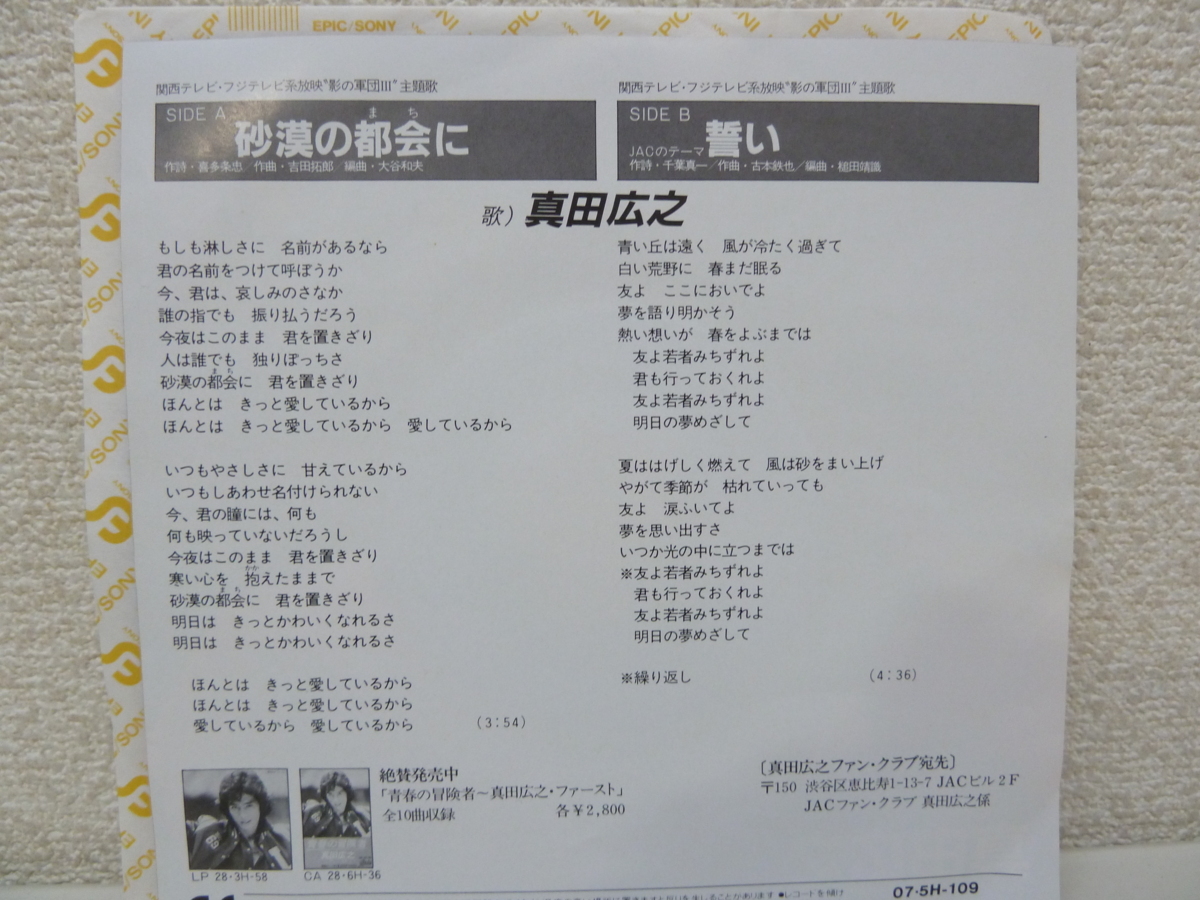 EPIC/SONY
関西テレビ・フジテレビ系放映"影の軍団III"主題歌
SIDE A
砂漠の都会に
まち
作詩・喜多条忠/作曲・吉田拓郎/編曲・大谷和夫
関西テレビ・フジテレビ系放映"影の軍団III"主題歌
SIDE B
JACのテーマ 誓い
作詩・千葉真一/作曲・古本鉄也/編曲・槌田靖識
歌) 真田広之
もしも淋しさに 名前があるなら
君の名前をつけて呼ぼうか
今、君は、哀しみのさなか
誰の指でも 振り払うだろう
今夜はこのまま 君を置きざり
人は誰でも 独りぼっちさ
砂漠の都会に 君を置きざり
まち
ほんとは きっと愛しているから
ほんとは きっと愛しているから 愛しているから
いつもやさしさに 甘えているから
いつもしあわせ名付けられない
今、君の瞳には、何も
何も映っていないだろうし
今夜はこのまま 君を置きざり
寒い心を 抱えたままで
かか
砂漠の都会に 君を置きざり
まち
明日は きっとかわいくなれるさ
明日は きっとかわいくなれるさ
ほんとは きっと愛しているから
ほんとは きっと愛しているから
愛しているから 愛しているから (3:54)
青い丘は遠く 風が冷たく過ぎて
白い荒野に 春まだ眠る
友よ ここにおいでよ
夢を語り明かそう
熱い想いが 春をよぶまでは
友よ若者みちずれよ
君も行っておくれよ
友よ若者みちずれよ
明日の夢めざして
夏ははげしく燃えて 風は砂をまい上げ
やがて季節が 枯れていっても
友よ 涙ふいてよ
夢を思い出すさ
いつか光の中に立つまでは
※友よ若者みちずれよ
君も行っておくれよ
友よ若者みちずれよ
明日の夢めざして
※繰り返し (4:36)
絶賛発売中
「青春の冒険者〜真田広之・ファースト」
全10曲収録 各¥2,800
LP 28・3H-58
CA 28・6H-36
〔真田広之ファン・クラブ宛先〕
〒150 渋谷区恵比寿1-13-7 JACビル2F
JACファン・クラブ 真田広之係
07・5H-109